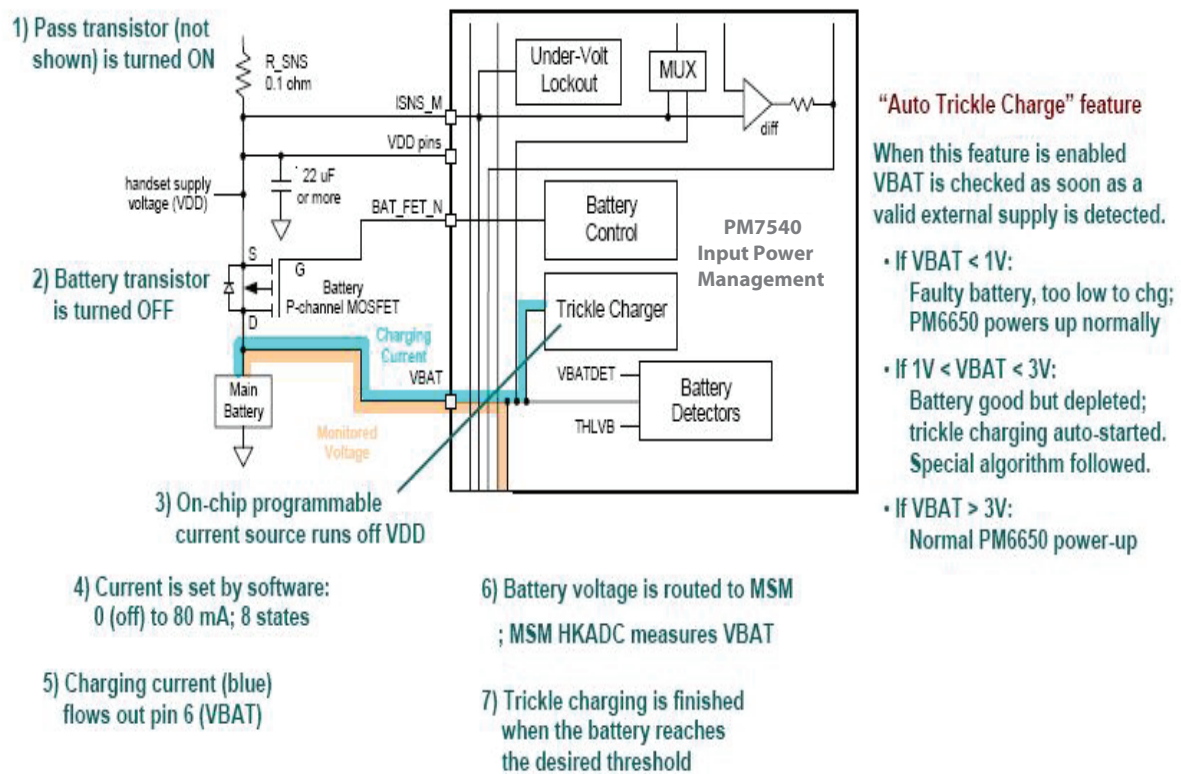 1) Pass transistor (not
shown) is turned ON
R_SNS
0.1 ohm
ISNS_M
VDD pins
handset supply
voltage (VDD)
22 uF
or more
BAT_FET_N
S
G
D
Battery
P-channel MOSFET
2) Battery transistor
is turned OFF
Charging
Current
VBAT
Main
Battery
Monitored
Voltage
Under-Volt
Lockout
MUX
diff
Battery
Control
PM7540
Input Power
Management
Trickle Charger
VBATDET
THLVB
Battery
Detectors
3) On-chip programmable
current source runs off VDD
4) Current is set by software:
0 (off) to 80 mA; 8 states
5) Charging current (blue)
flows out pin 6 (VBAT)
6) Battery voltage is routed to MSM
; MSM HKADC measures VBAT
7) Trickle charging is finished
when the battery reaches
the desired threshold
“Auto Trickle Charge” feature
When this feature is enabled
VBAT is checked as soon as a
valid external supply is detected.
• If VBAT < 1V:
Faulty battery, too low to chg;
PM6650 powers up normally
• If 1V < VBAT < 3V:
Battery good but depleted;
trickle charging auto-started.
Special algorithm followed.
• If VBAT > 3V:
Normal PM6650 power-up